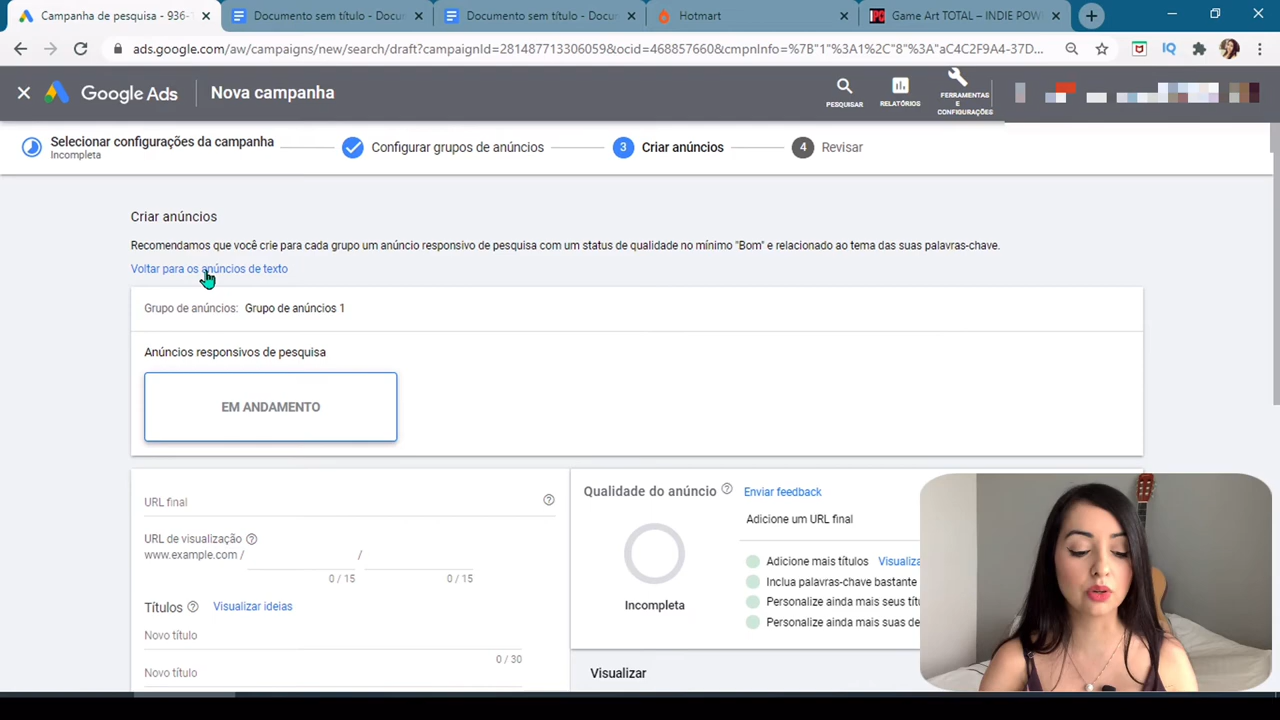 Campanha de pesquisa - 936-
Documento sem título - Docu
Documento sem título - Docu
Hotmart
Game Art TOTAL – INDIE POW
ads.google.com/aw/campaigns/new/search/draft?campaignId=281487713306059&ocid=468857660&cmpnInfo=%7B"1"%3A1%2C"8"%3A"aC4C2F9A4-37D...
Google Ads
Nova campanha
PESQUISAR
RELATÓRIOS
FERRAMENTAS
E
CONFIGURAÇÕES
Selecionar configurações da campanha
Incompleta
Configurar grupos de anúncios
3 Criar anúncios
4 Revisar
Criar anúncios
Recomendamos que você crie para cada grupo um anúncio responsivo de pesquisa com um status de qualidade no mínimo "Bom" e relacionado ao tema das suas palavras-chave.
Voltar para os anúncios de texto
Grupo de anúncios: Grupo de anúncios 1
Anúncios responsivos de pesquisa
EM ANDAMENTO
URL final
URL de visualização
www.example.com / /
0 / 15 0 / 15
Títulos Visualizar ideias
Novo título
0 / 30
Novo título
Qualidade do anúncio Enviar feedback
Adicione um URL final
Incompleta
Adicione mais títulos Visualiza
Inclua palavras-chave bastante
Personalize ainda mais seus títu
Personalize ainda mais suas de
Visualizar